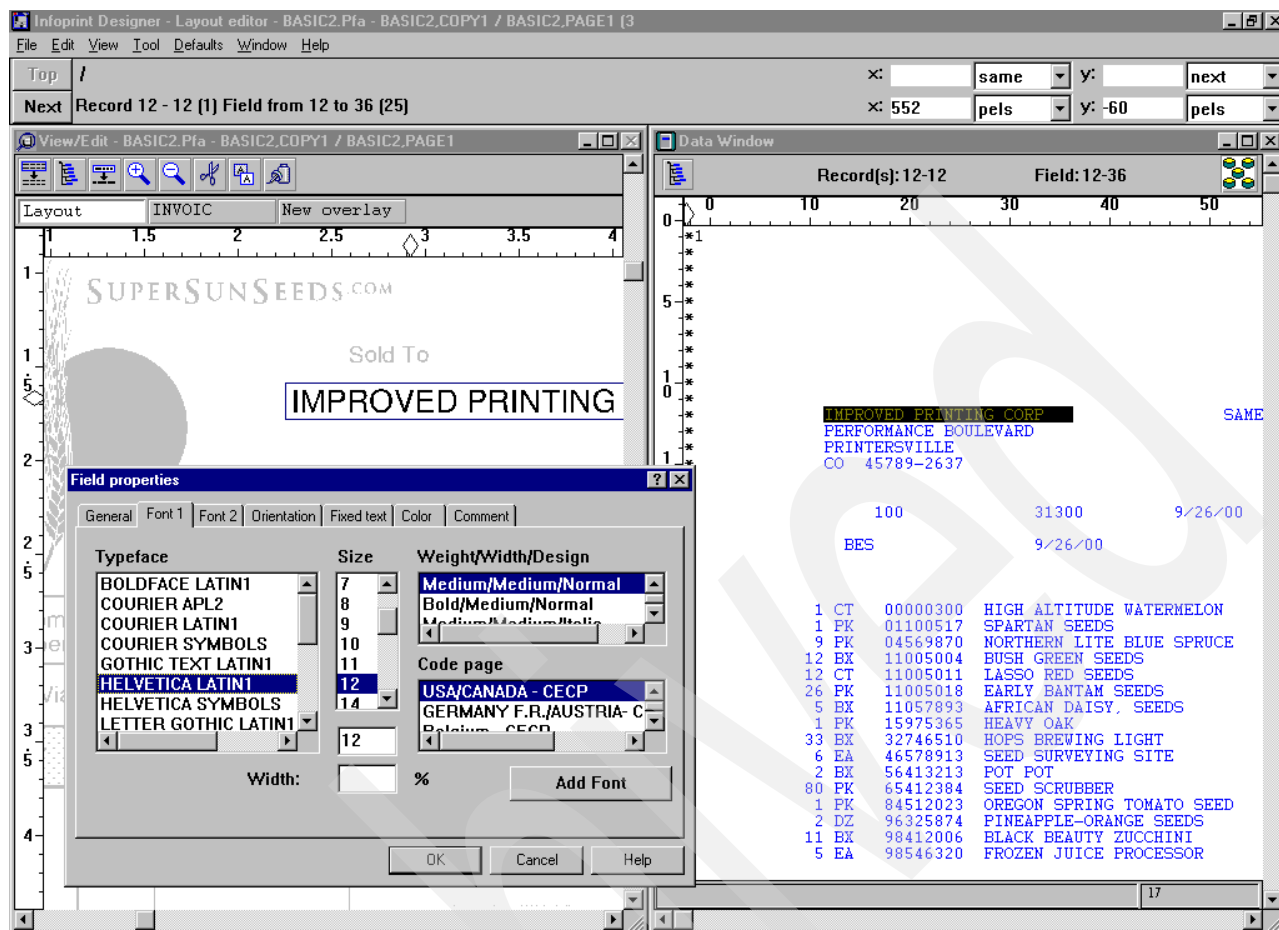 Infoprint Designer - Layout editor - BASIC2.Pfa - BASIC2,COPY1 / BASIC2,PAGE1 (3
File Edit View Tool Defaults Window Help
Top / x: same y: next
Next Record 12 - 12 (1) Field from 12 to 36 (25) x: 552 pels y: -60 pels
View/Edit - BASIC2.Pfa - BASIC2,COPY1 / BASIC2,PAGE1
Layout INVOIC New overlay
1 1.5 2 2.5 3 3.5 4
SUPERSUNSEEDS.COM
Sold To
IMPROVED PRINTING
Data Window
Record(s): 12-12 Field: 12-36
0 10 20 30 40 50
0
*1
5
10
IMPROVED PRINTING CORP SAME
PERFORMANCE BOULEVARD
PRINTERSVILLE
CO 45789-2637
100 31300 9/26/00
BES 9/26/00
1 CT 00000300 HIGH ALTITUDE WATERMELON
1 PK 01100517 SPARTAN SEEDS
9 PK 04569870 NORTHERN LITE BLUE SPRUCE
12 BX 11005004 BUSH GREEN SEEDS
12 CT 11005011 LASSO RED SEEDS
26 PK 11005018 EARLY BANTAM SEEDS
5 BX 11057893 AFRICAN DAISY, SEEDS
1 PK 15975365 HEAVY OAK
33 BX 32746510 HOPS BREWING LIGHT
6 EA 46578913 SEED SURVEYING SITE
2 BX 56413213 POT POT
80 PK 65412384 SEED SCRUBBER
1 PK 84512023 OREGON SPRING TOMATO SEED
2 DZ 96325874 PINEAPPLE-ORANGE SEEDS
11 BX 98412006 BLACK BEAUTY ZUCCHINI
5 EA 98546320 FROZEN JUICE PROCESSOR
17
Field properties
General Font 1 Font 2 Orientation Fixed text Color Comment
Typeface
BOLDFACE LATIN1
COURIER APL2
COURIER LATIN1
COURIER SYMBOLS
GOTHIC TEXT LATIN1
HELVETICA LATIN1
HELVETICA SYMBOLS
LETTER GOTHIC LATIN1
Size
7
8
9
10
11
12
14
12
Width: %
Weight/Width/Design
Medium/Medium/Normal
Bold/Medium/Normal
Medium/Medium/Italic
Code page
USA/CANADA - CECP
GERMANY F.R./AUSTRIA- C
Belgium - CECP
Add Font
OK Cancel Help